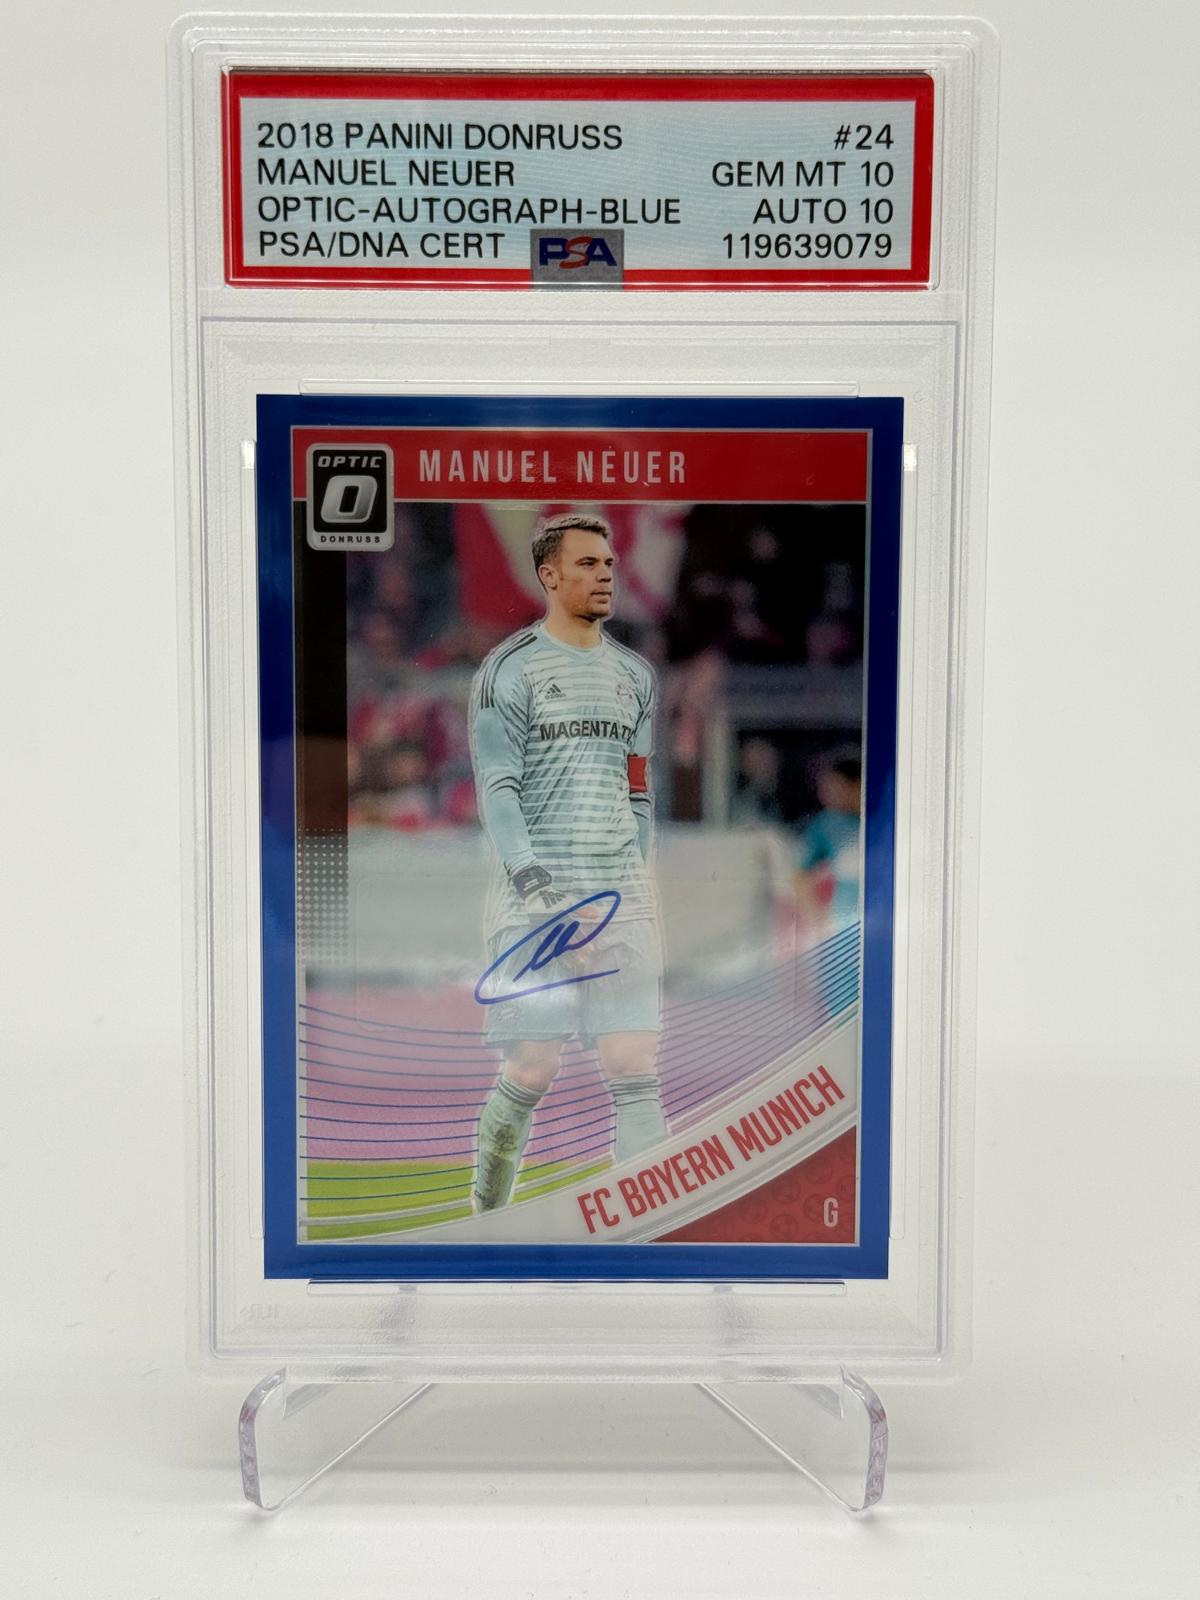 2018 PANINI DONRUSS #24
MANUEL NEUER GEM MT 10
OPTIC-AUTOGRAPH-BLUE AUTO 10
PSA/DNA CERT PSA 119639079
OPTIC
O
DONRUSS
MANUEL NEUER
adidas
MAGENTA T
FC BAYERN MUNICH
G